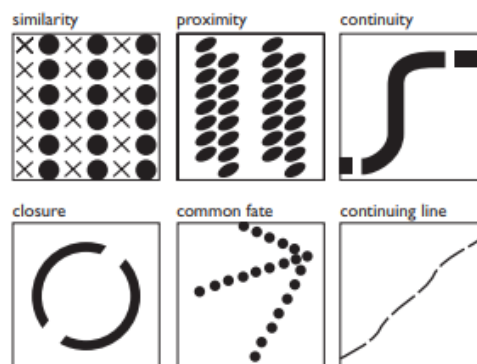 similarity
proximity
continuity
closure
common fate
continuing line